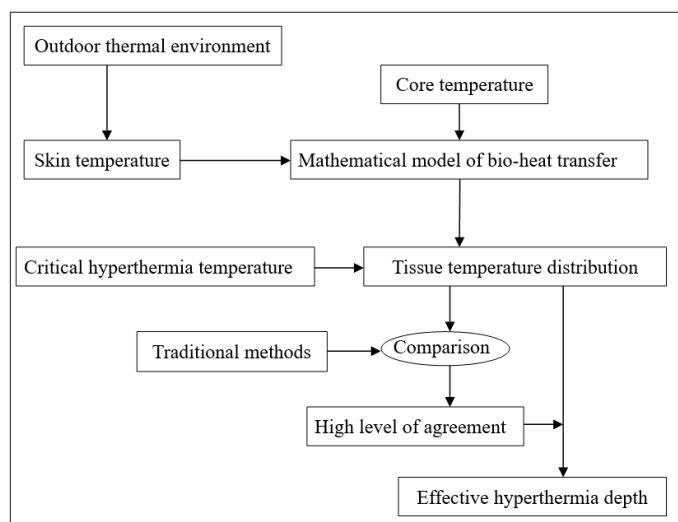 Outdoor thermal environment
Core temperature
Skin temperature
Mathematical model of bio-heat transfer
Critical hyperthermia temperature
Tissue temperature distribution
Traditional methods
Comparison
High level of agreement
Effective hyperthermia depth